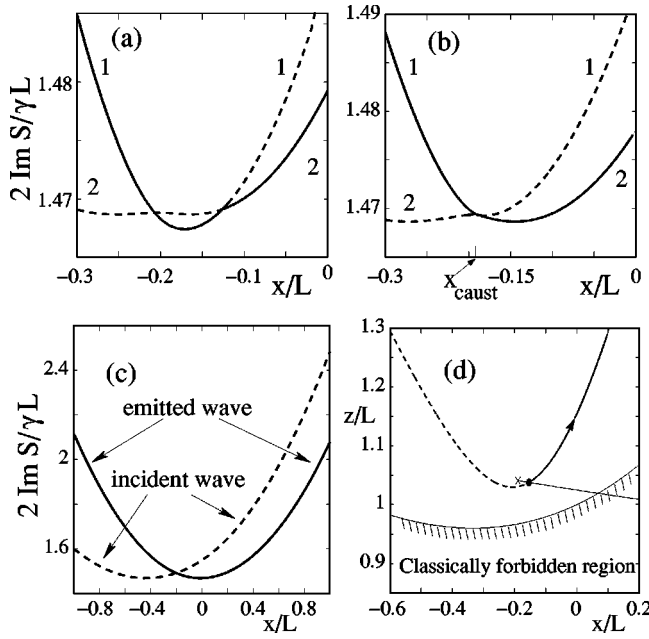 (a)
(b)
1.48
1.47
2 Im S/γ L
1
1
2
2
−0.3
−0.2
−0.1
0
x/L
1.49
1.48
1.47
1
1
2
2
−0.3
−0.15
0
x/L
x caust
(c)
2.4
2
1.6
2 Im S/γ L
emitted wave
incident wave
−0.8
−0.4
0
0.4
0.8
x/L
(d)
1.3
1.2
z/L
1.1
1
0.9
x
Classically forbidden region
−0.6
−0.4
−0.2
0
0.2
x/L